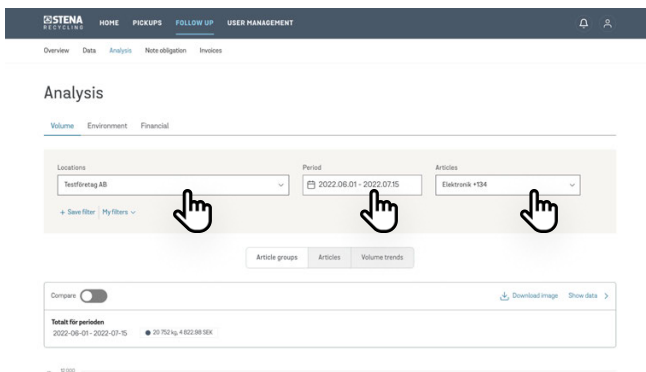 STENA
RECYCLING
HOME PICKUPS FOLLOW UP USER MANAGEMENT
Overview Data Analysis Note obligation Invoices
Analysis
Volume Environment Financial
Locations Period Articles
Testföretag AB 2022.06.01 - 2022.07.15 Elektronik +134
+ Save filter My filters
Article groups Articles Volume trends
Compare Download image Show data
Totalt för perioden
2022-06-01 - 2022-07-15 20 752 kg, 4 822.98 SEK